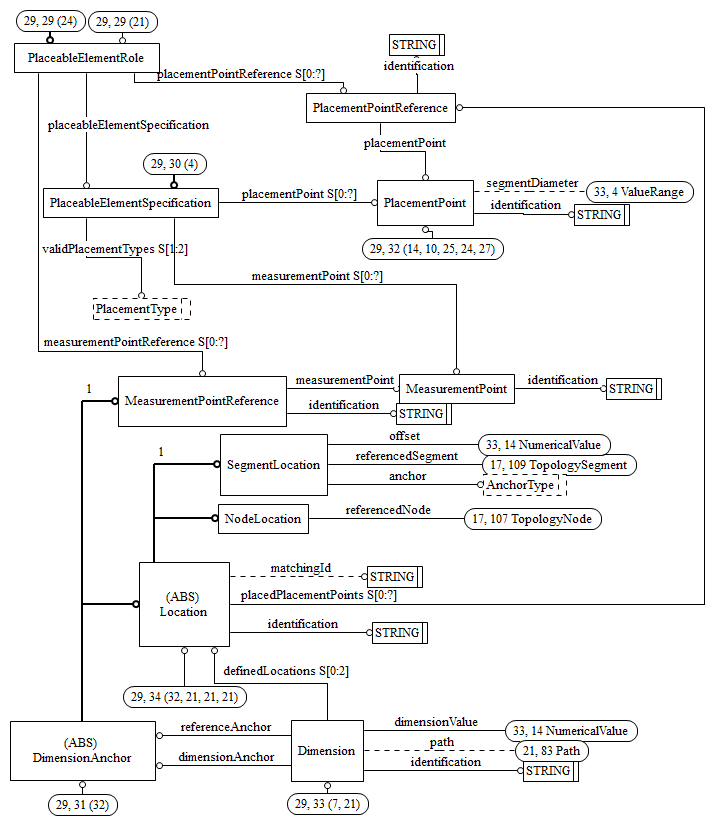 29, 29 (24)
29, 29 (21)
PlaceableElementRole
STRING
identification
placementPointReference S[0:?]
PlacementPointReference
placeableElementSpecification
placementPoint
29, 30 (4)
segmentDiameter
33, 4 ValueRange
PlaceableElementSpecification
placementPoint S[0:?]
PlacementPoint
identification
STRING
validPlacementTypes S[1:2]
29, 32 (14, 10, 25, 24, 27)
measurementPoint S[0:?]
PlacementType
measurementPointReference S[0:?]
1
MeasurementPointReference
measurementPoint
MeasurementPoint
identification
STRING
identification
STRING
1
SegmentLocation
offset
33, 14 NumericalValue
referencedSegment
17, 109 TopologySegment
anchor
AnchorType
NodeLocation
referencedNode
17, 107 TopologyNode
(ABS)
Location
matchingId
STRING
placedPlacementPoints S[0:?]
identification
STRING
definedLocations S[0:2]
29, 34 (32, 21, 21, 21)
(ABS)
DimensionAnchor
referenceAnchor
dimensionAnchor
Dimension
dimensionValue
33, 14 NumericalValue
path
21, 83 Path
identification
STRING
29, 31 (32)
29, 33 (7, 21)